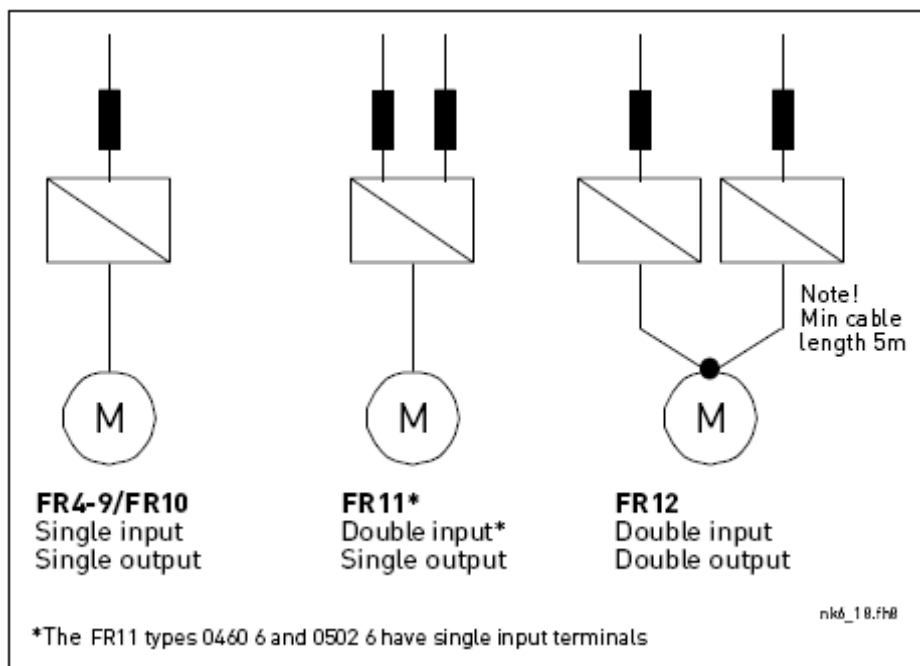 Note!
Min cable
length 5m
M
M
M
FR4-9/FR10
Single input
Single output
FR11*
Double input*
Single output
FR12
Double input
Double output
nk6_18.fh8
*The FR11 types 0460 6 and 0502 6 have single input terminals